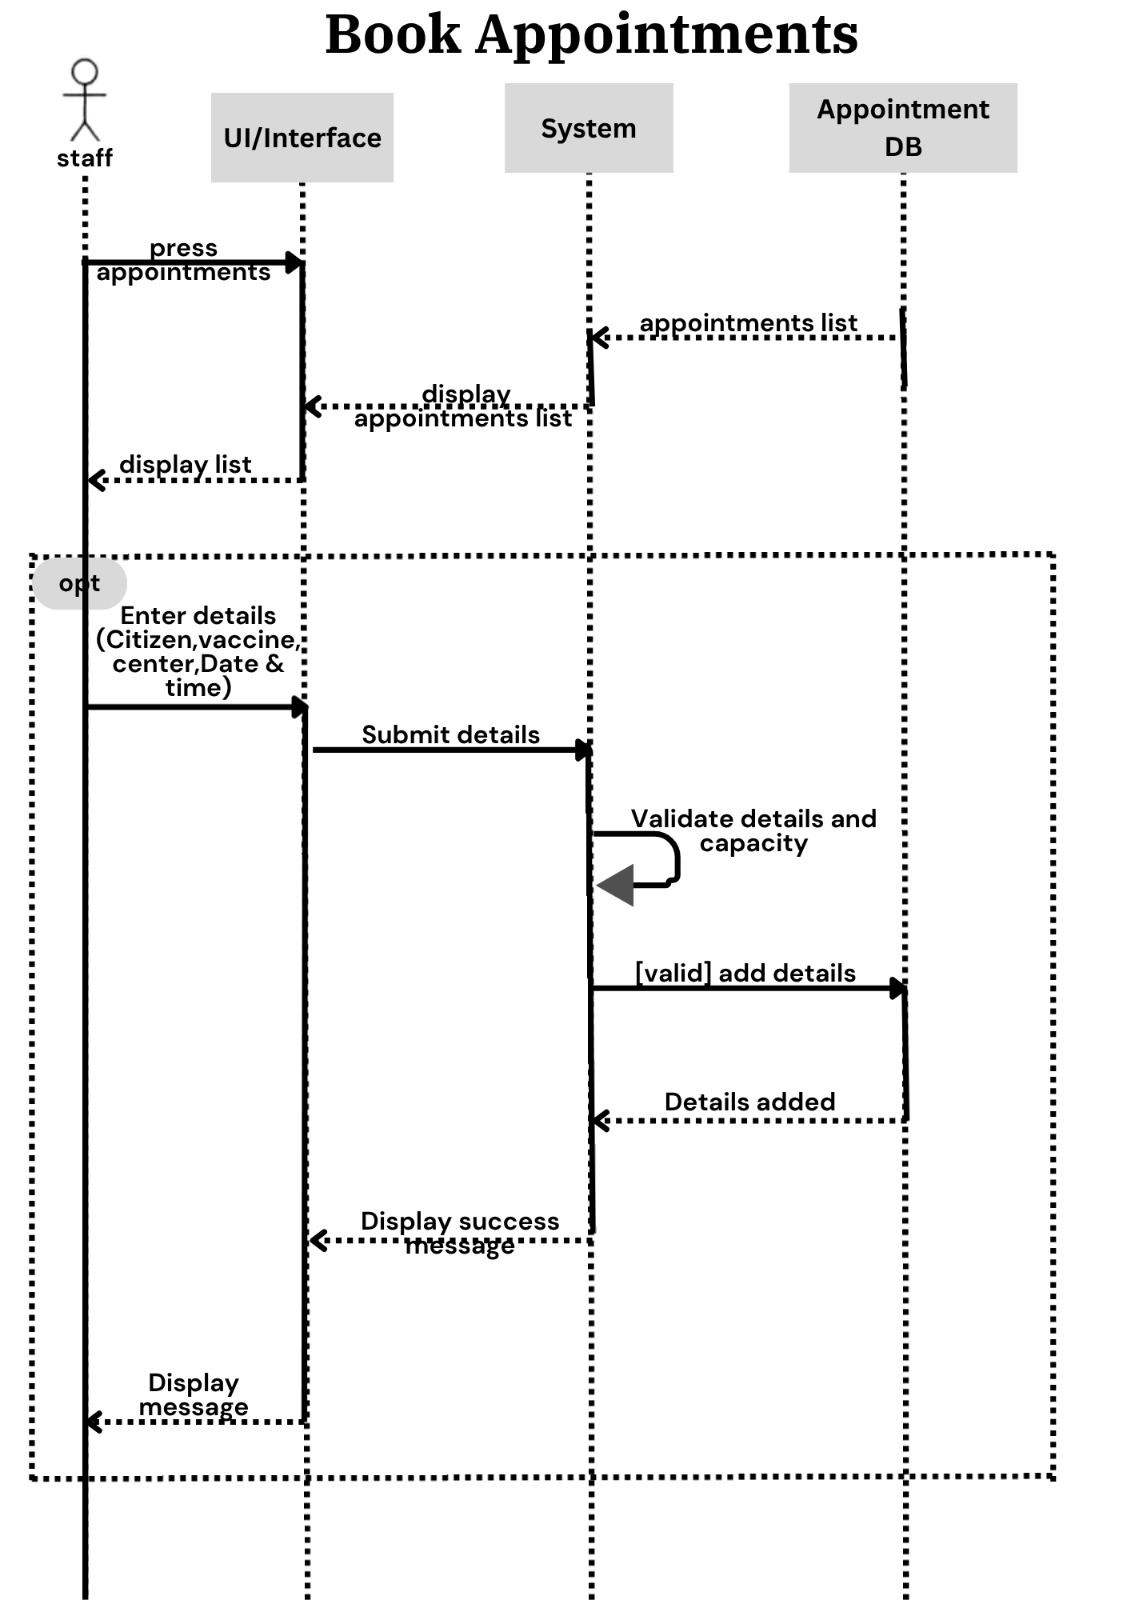 Book Appointments
staff
UI/Interface
System
Appointment
DB
press
appointments
appointments list
display
appointments list
display list
opt
Enter details
(Citizen,vaccine,
center,Date &
time)
Submit details
Validate details and
capacity
[valid] add details
Details added
Display success
message
Display
message